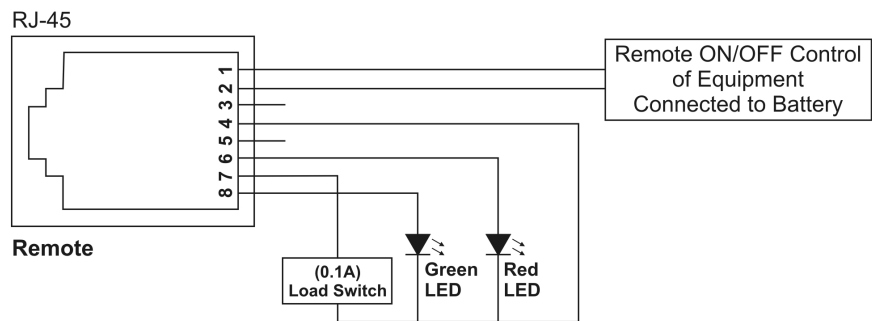 RJ-45
1
2
3
4
5
6
7
8
Remote ON/OFF Control
of Equipment
Connected to Battery
Remote
(0.1A)
Load Switch
Green
LED
Red
LED